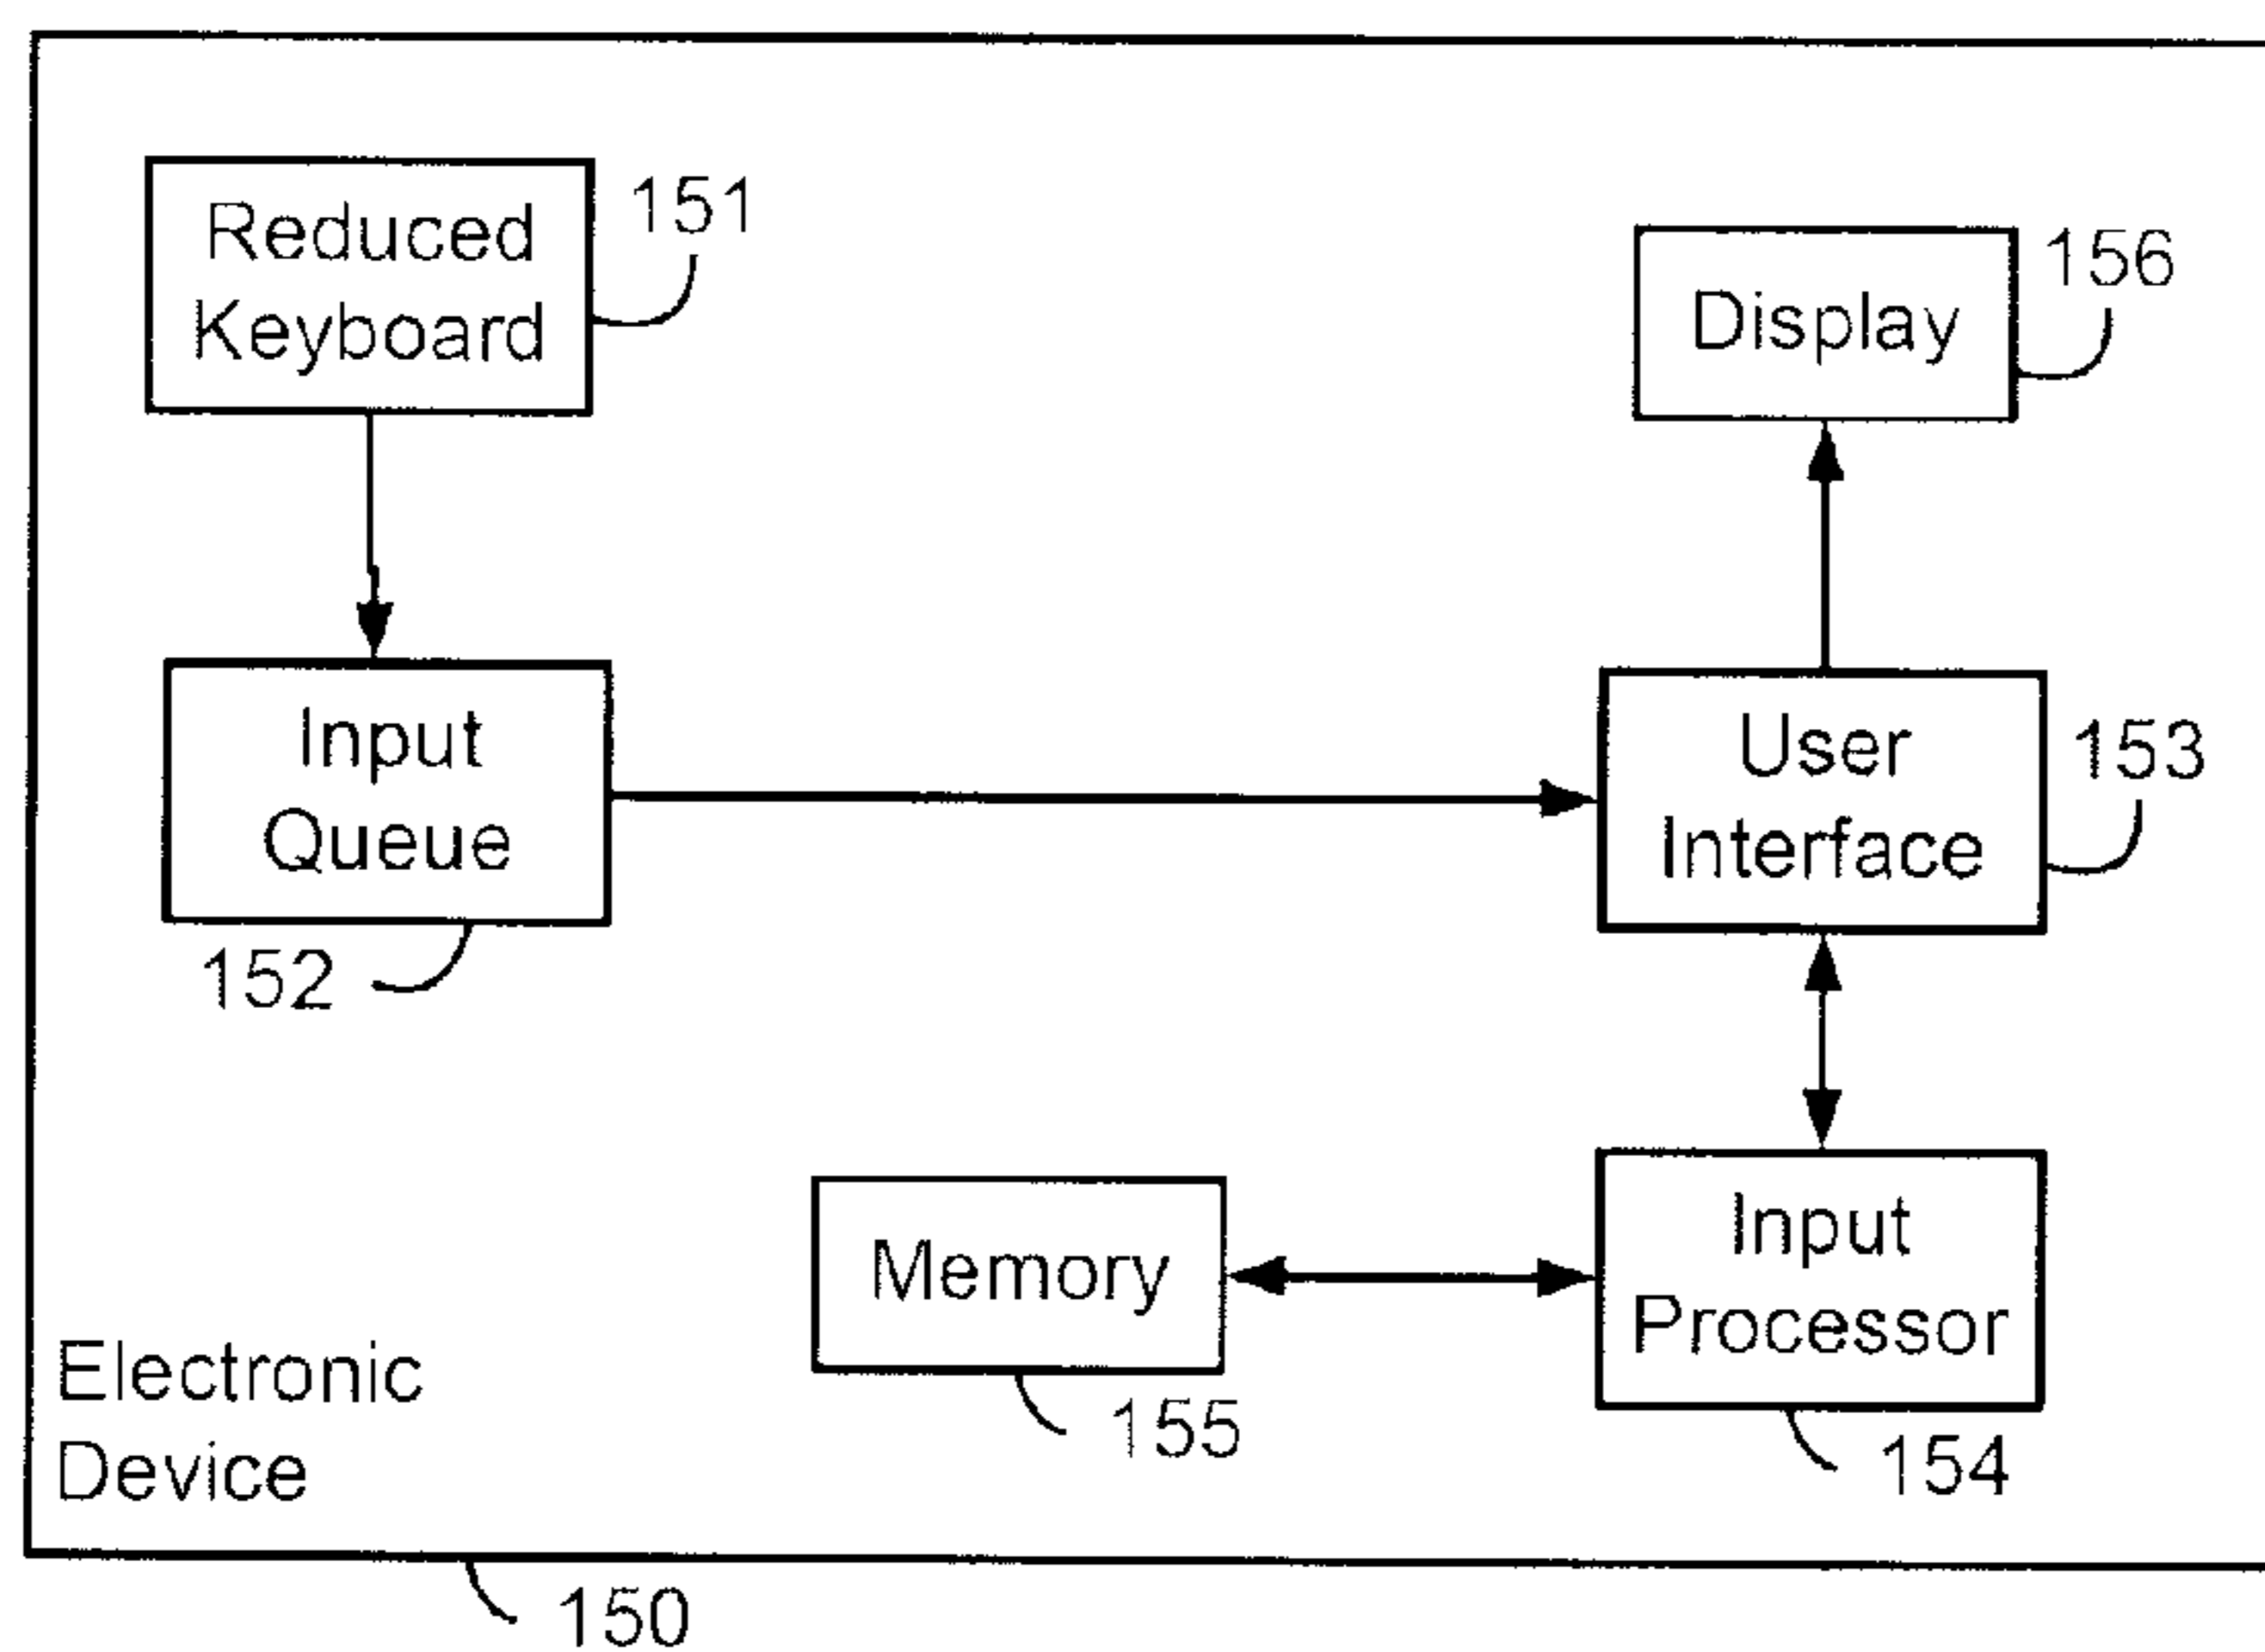 Reduced
Keyboard
151
Display
156
Input
Queue
152
User
Interface
153
Memory
155
Input
Processor
154
Electronic
Device
150